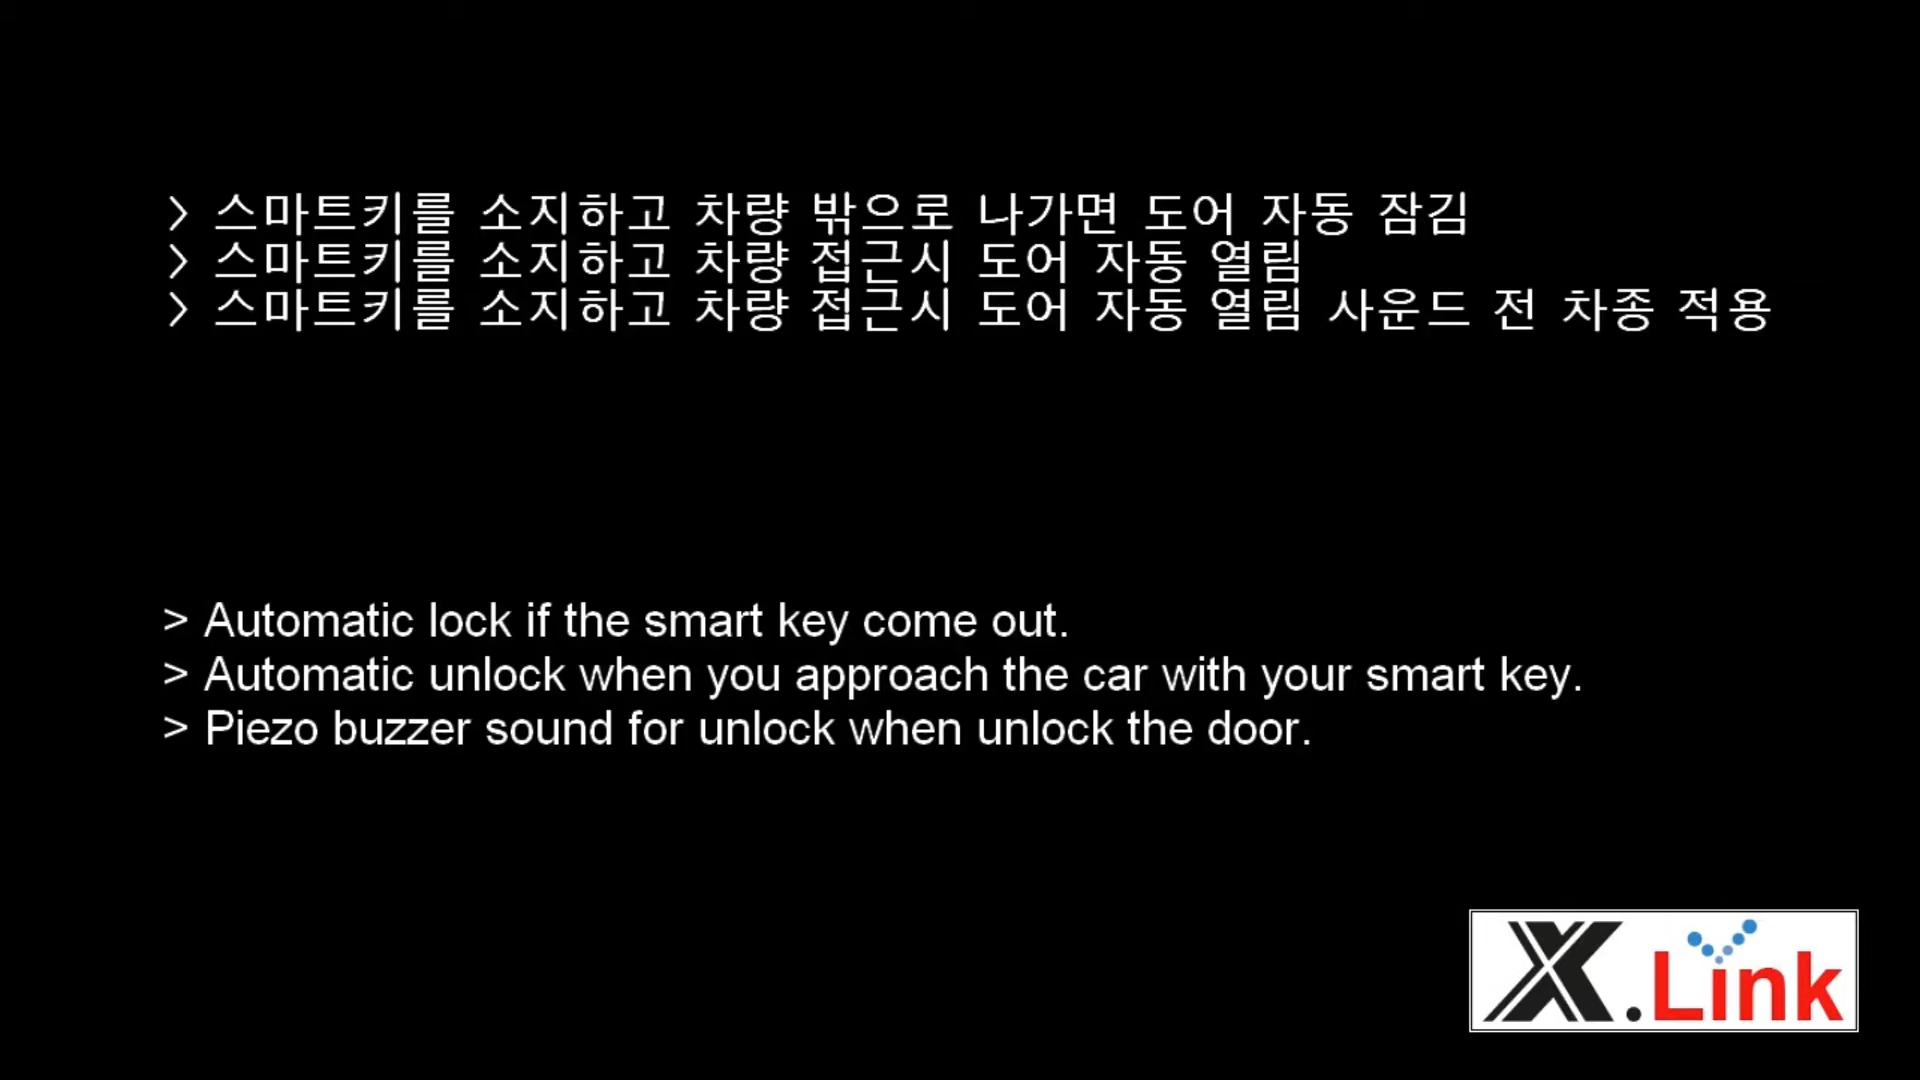 > 스마트키를 소지하고 차량 밖으로 나가면 도어 자동 잠김
> 스마트키를 소지하고 차량 접근시 도어 자동 열림
> 스마트키를 소지하고 차량 접근시 도어 자동 열림 사운드 전 차종 적용
> Automatic lock if the smart key come out.
> Automatic unlock when you approach the car with your smart key.
> Piezo buzzer sound for unlock when unlock the door.
X.Link